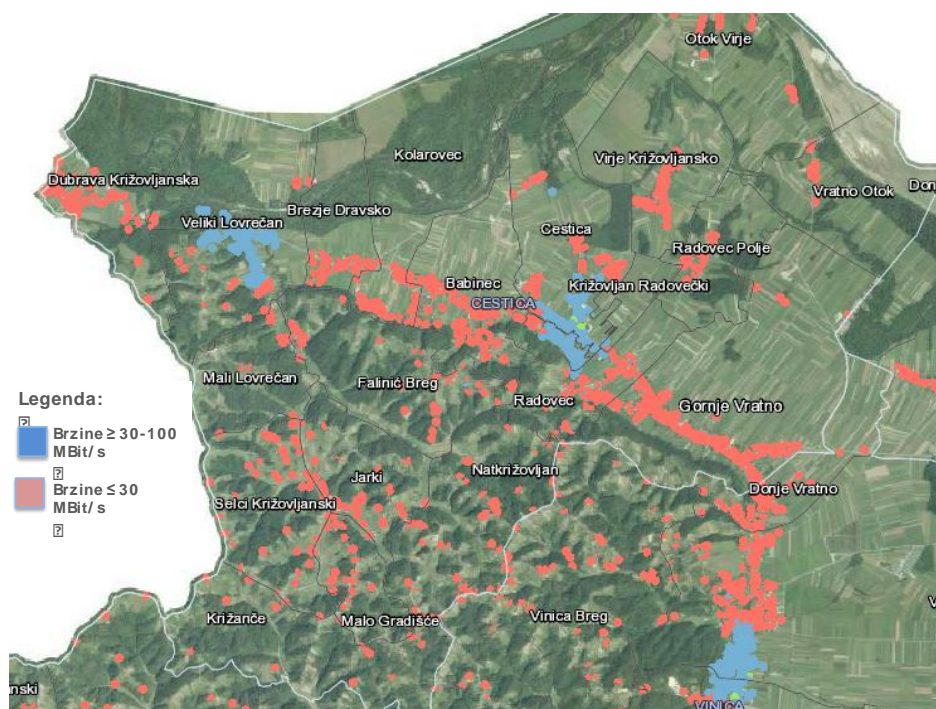 Otok Virje
Kolarovec
Virje Križovljansko
Dubrava Križovljanska
Vratno Otok
Brezje Dravsko
Veliki Lovrečan
Cestica
Radovec Polje
Babinec
Križovljan Radovečki
CESTICA
Mali Lovrečan
Falinić Breg
Radovec
Gornje Vratno
Legenda:
Brzine ≥ 30-100
MBit/ s
Brzine ≤ 30
MBit/ s
Jarki
Natkrižovljan
Donje Vratno
Selci Križovljanski
Križanče
Malo Gradišće
Vinica Breg
VINICA